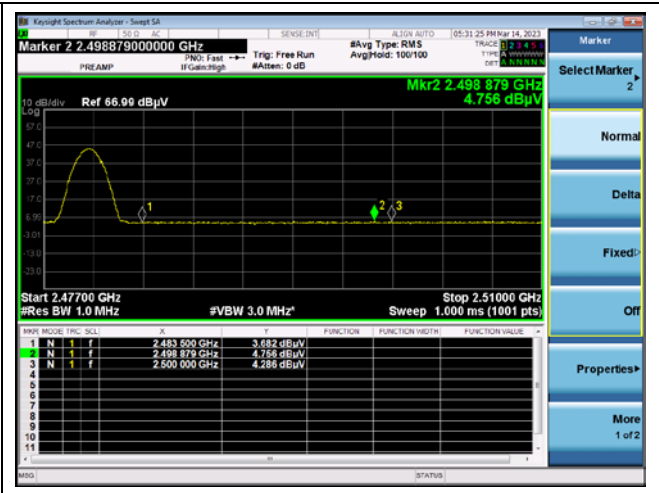 Keysight Spectrum Analyzer - Swept SA
RF 50 Ω AC SENSE:INT ALIGN AUTO 05:31:25 PM Mar 14, 2023
Marker 2 2.498879000000 GHz
PREAMP
PNO: Fast
IFGain:High
Trig: Free Run
#Atten: 0 dB
#Avg Type: RMS
Avg|Hold: 100/100
TRACE 1 2 3 4 5 6
TYPE A
DET A N N N N N
Mkr2 2.498 879 GHz
4.756 dBµV
10 dB/div Ref 66.99 dBµV
Log
57.0
47.0
37.0
27.0
17.0
6.99
-3.01
-13.0
-23.0
1
2
3
Start 2.47700 GHz Stop 2.51000 GHz
#Res BW 1.0 MHz #VBW 3.0 MHz* Sweep 1.000 ms (1001 pts)
MKR MODE TRC SCL X Y FUNCTION FUNCTION WIDTH FUNCTION VALUE
1 N 1 f 2.483 500 GHz 3.682 dBµV
2 N 1 f 2.498 879 GHz 4.756 dBµV
3 N 1 f 2.500 000 GHz 4.286 dBµV
4
5
6
7
8
9
10
11
MSG STATUS
Marker
Select Marker
2
Normal
Delta
Fixed
Off
Properties
More
1 of 2